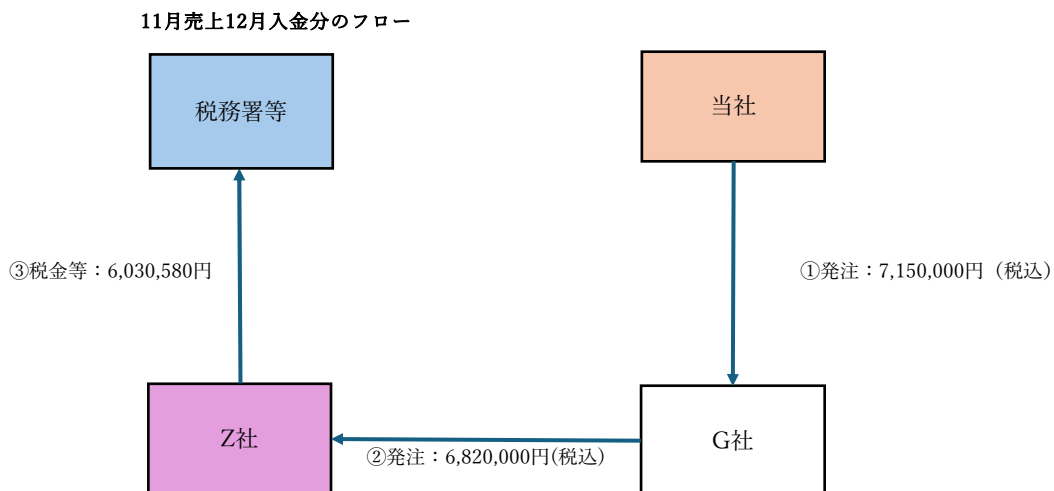 11月売上12月入金分のフロー
税務署等
当社
③税金等：6,030,580円
①発注：7,150,000円（税込）
Z社
G社
②発注：6,820,000円(税込)